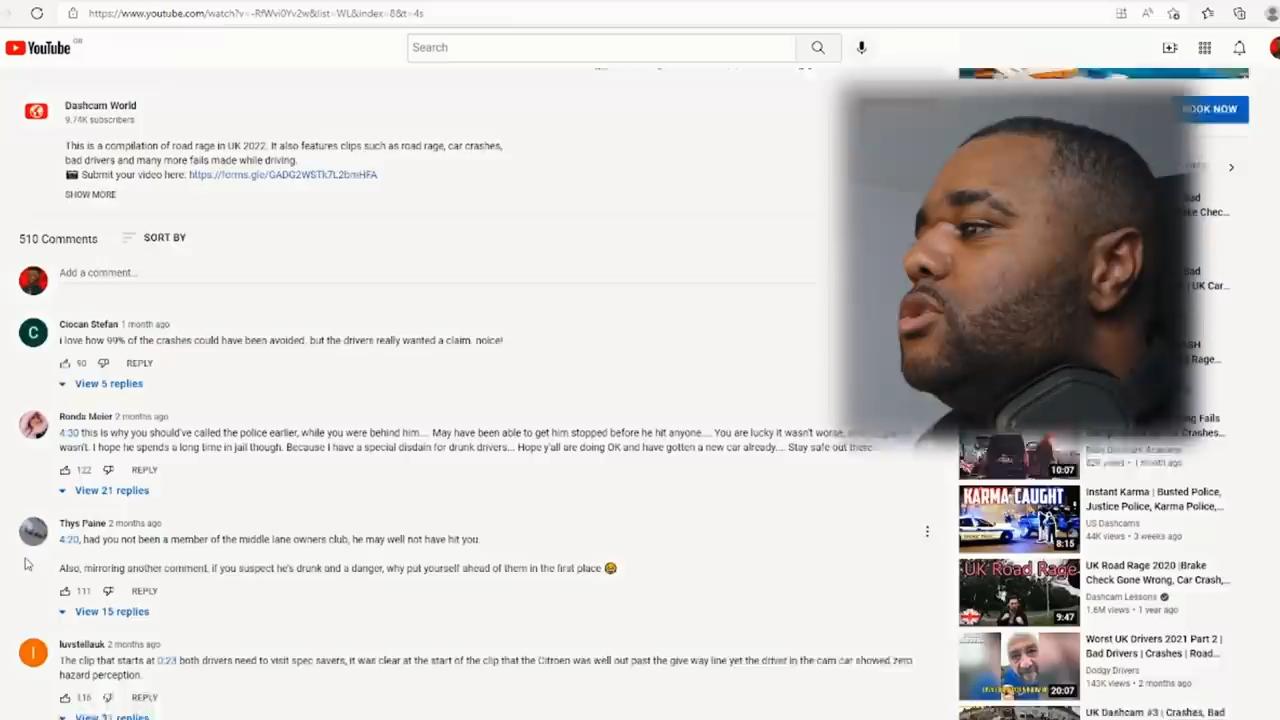 https://www.youtube.com/watch?v=-RfWvi0Yv2w&list=WL&index=8&t=4s
YouTube GB
Search
Dashcam World
9.74K subscribers
BOOK NOW
This is a compilation of road rage in UK 2022. It also features clips such as road rage, car crashes,
bad drivers and many more fails made while driving.
Submit your video here:
SHOW MORE
510 Comments
SORT BY
Add a comment...
Ciocan Stefan 1 month ago
i love how 99% of the crashes could have been avoided, but the drivers really wanted a claim, noice!
90 REPLY
View 5 replies
Ronda Meier 2 months ago
4:30 this is why you should've called the police earlier, while you were behind him.... May have been able to get him stopped before he hit anyone.... You are lucky it wasn't worse,
wasn't. I hope he spends a long time in jail though. Because I have a special disdain for drunk drivers... Hope y'all are doing OK and have gotten a new car already.... Stay safe out there
122 REPLY
View 21 replies
Thys Paine 2 months ago
4:20, had you not been a member of the middle lane owners club, he may well not have hit you.
Also, mirroring another comment, if you suspect he's drunk and a danger, why put yourself ahead of them in the first place 😂
111 REPLY
View 15 replies
luvstellauk 2 months ago
The clip that starts at 0:23 both drivers need to visit spec savers, it was clear at the start of the clip that the Citroen was well out past the give way line yet the driver in the cam car showed zero
hazard perception.
116 REPLY
replies
Chec...
UK Car...
Rage...
Fails
Crashes...
1 month ago
10:07
KARMA CAUGHT
8:15
Instant Karma | Busted Police,
Justice Police, Karma Police,...
US Dashcams
44K views • 3 weeks ago
UK Road Rage
9:47
UK Road Rage 2020 |Brake
Check Gone Wrong, Car Crash,...
Dashcam Lessons
1.6M views • 1 year ago
20:07
Worst UK Drivers 2021 Part 2 |
Bad Drivers | Crashes | Road...
Dodgy Drivers
143K views • 2 months ago
UK Dashcam #3 | Crashes, Bad